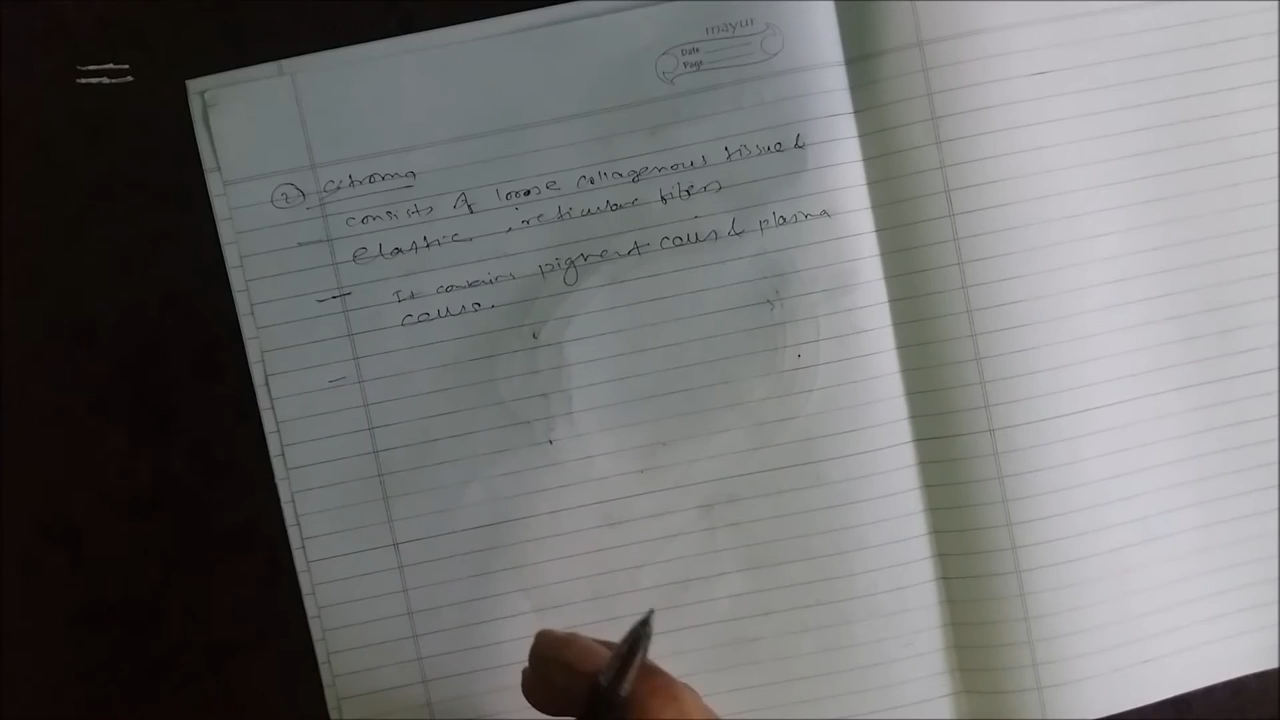 mayur
Date
Page
② Stroma
consists of loose collagenous tissue &
elastic, reticular fibers
— It contains pigment cells & plasma
cells.
—